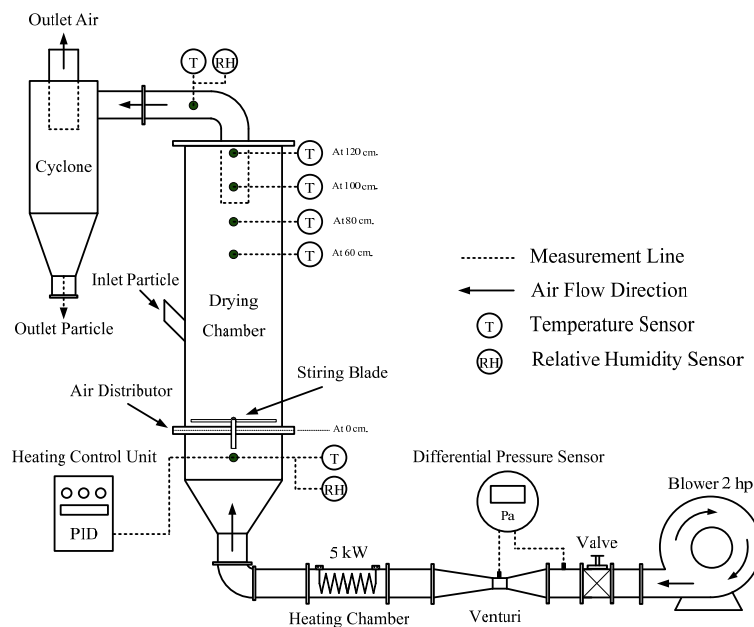 Outlet Air
T
RH
Cyclone
T
At 120 cm.
T
At 100 cm.
T
At 80 cm.
T
At 60 cm.
Inlet Particle
Outlet Particle
Drying
Chamber
Measurement Line
Air Flow Direction
T
Temperature Sensor
RH
Relative Humidity Sensor
Stiring Blade
Air Distributor
At 0 cm.
Heating Control Unit
T
RH
PID
Differential Pressure Sensor
Pa
Blower 2 hp
Valve
5 kW
Heating Chamber
Venturi